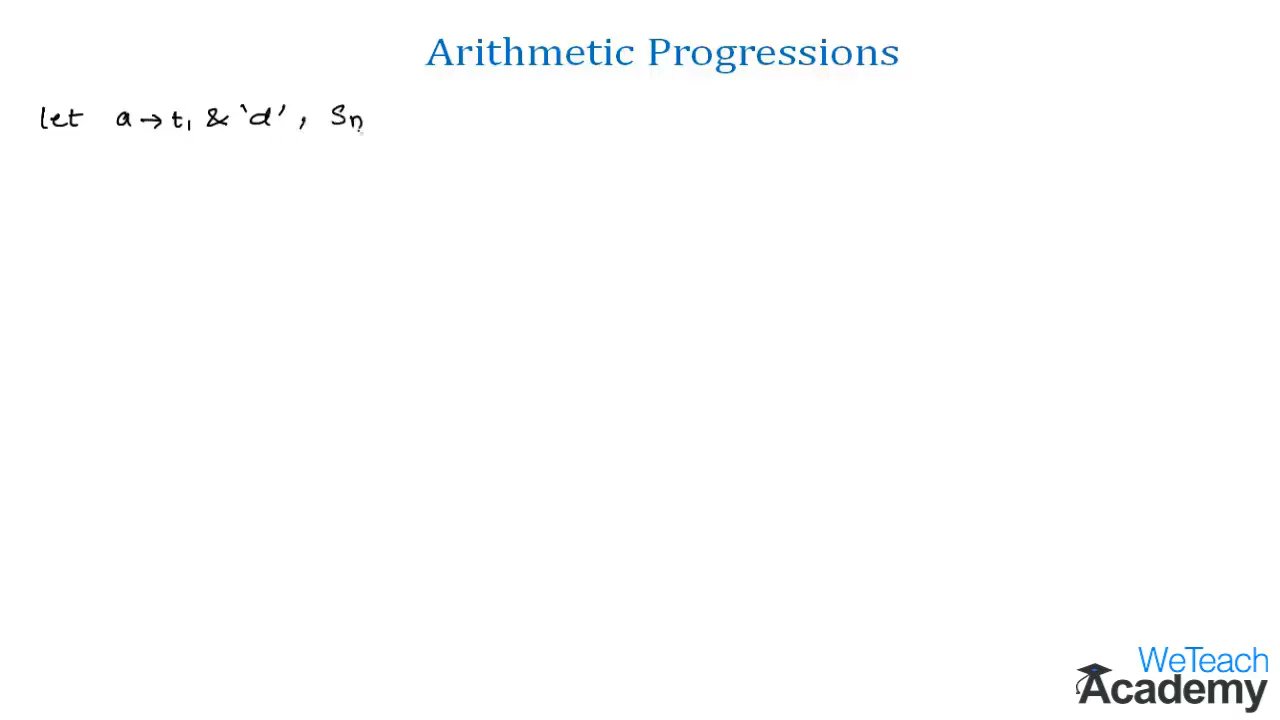 Arithmetic Progressions
let a → t₁ & 'd', Sn
WeTeach
Academy